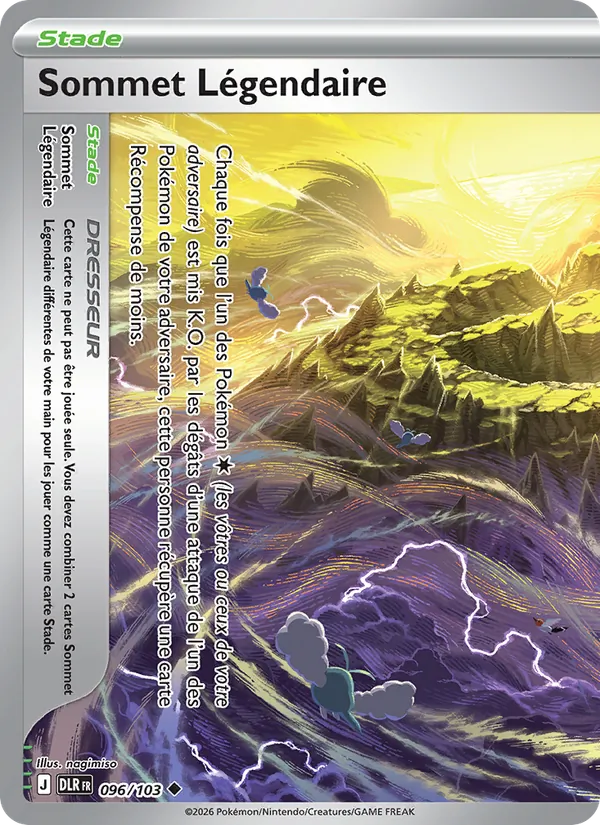 Stade
Sommet Légendaire
Stade
DRESSEUR
Sommet
Légendaire
Cette carte ne peut pas être jouée seule. Vous devez combiner 2 cartes Sommet
Légendaire différentes de votre main pour les jouer comme une carte Stade.
Chaque fois que l'un des Pokémon (les vôtres ou ceux de votre
adversaire) est mis K.O. par les dégâts d'une attaque de l'un des
Pokémon de votre adversaire, cette personne récupère une carte
Récompense de moins.
Illus. nagimiso
J DLR FR 096/103
©2026 Pokémon/Nintendo/Creatures/GAME FREAK